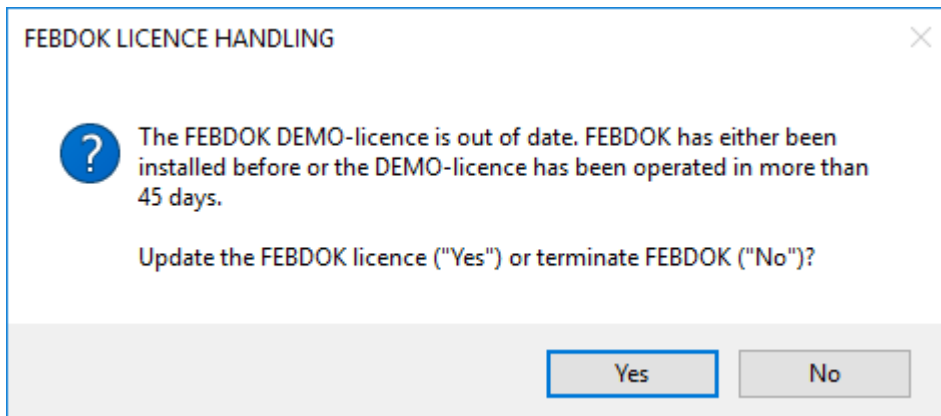 FEBDOK LICENCE HANDLING
The FEBDOK DEMO-licence is out of date. FEBDOK has either been
installed before or the DEMO-licence has been operated in more than
45 days.
Update the FEBDOK licence ("Yes") or terminate FEBDOK ("No")?
Yes No